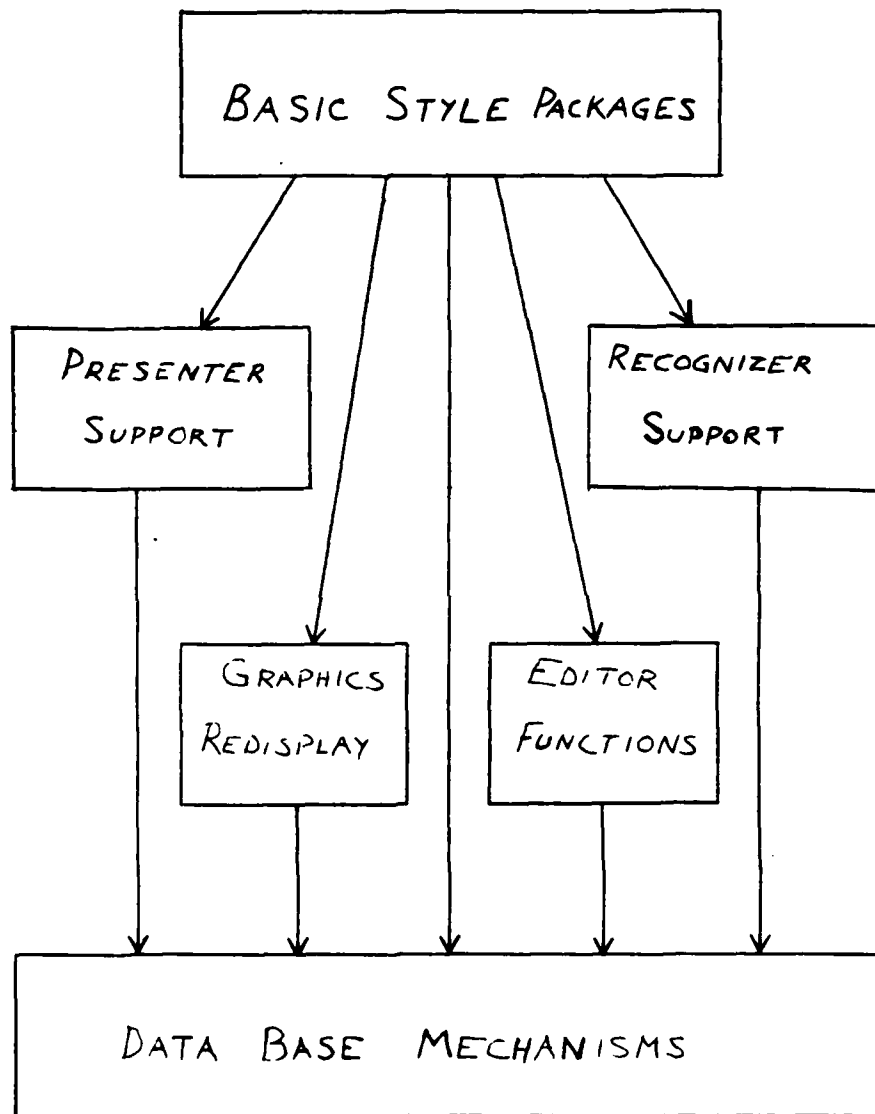 BASIC STYLE PACKAGES
PRESENTER
SUPPORT
RECOGNIZER
SUPPORT
GRAPHICS
REDISPLAY
EDITOR
FUNCTIONS
DATA BASE MECHANISMS